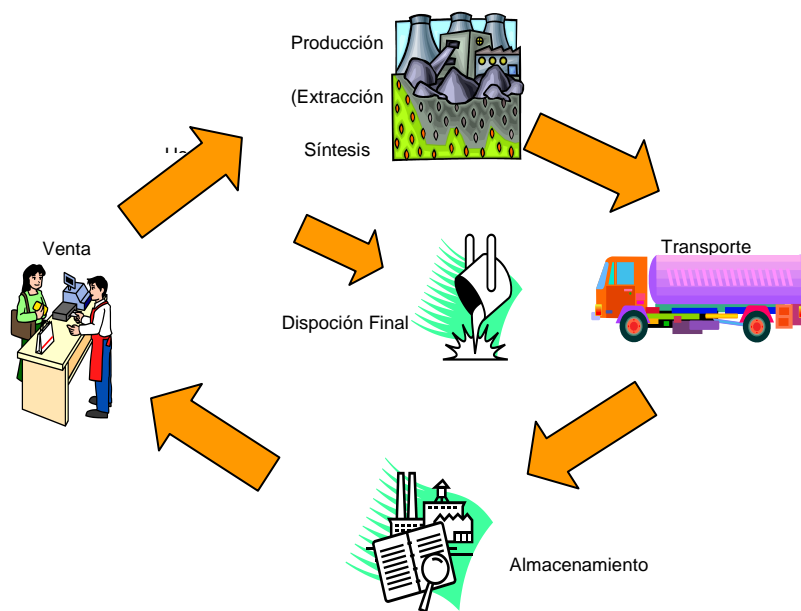 Producción
(Extracción
Síntesis
Venta
Transporte
Dispoción Final
Almacenamiento